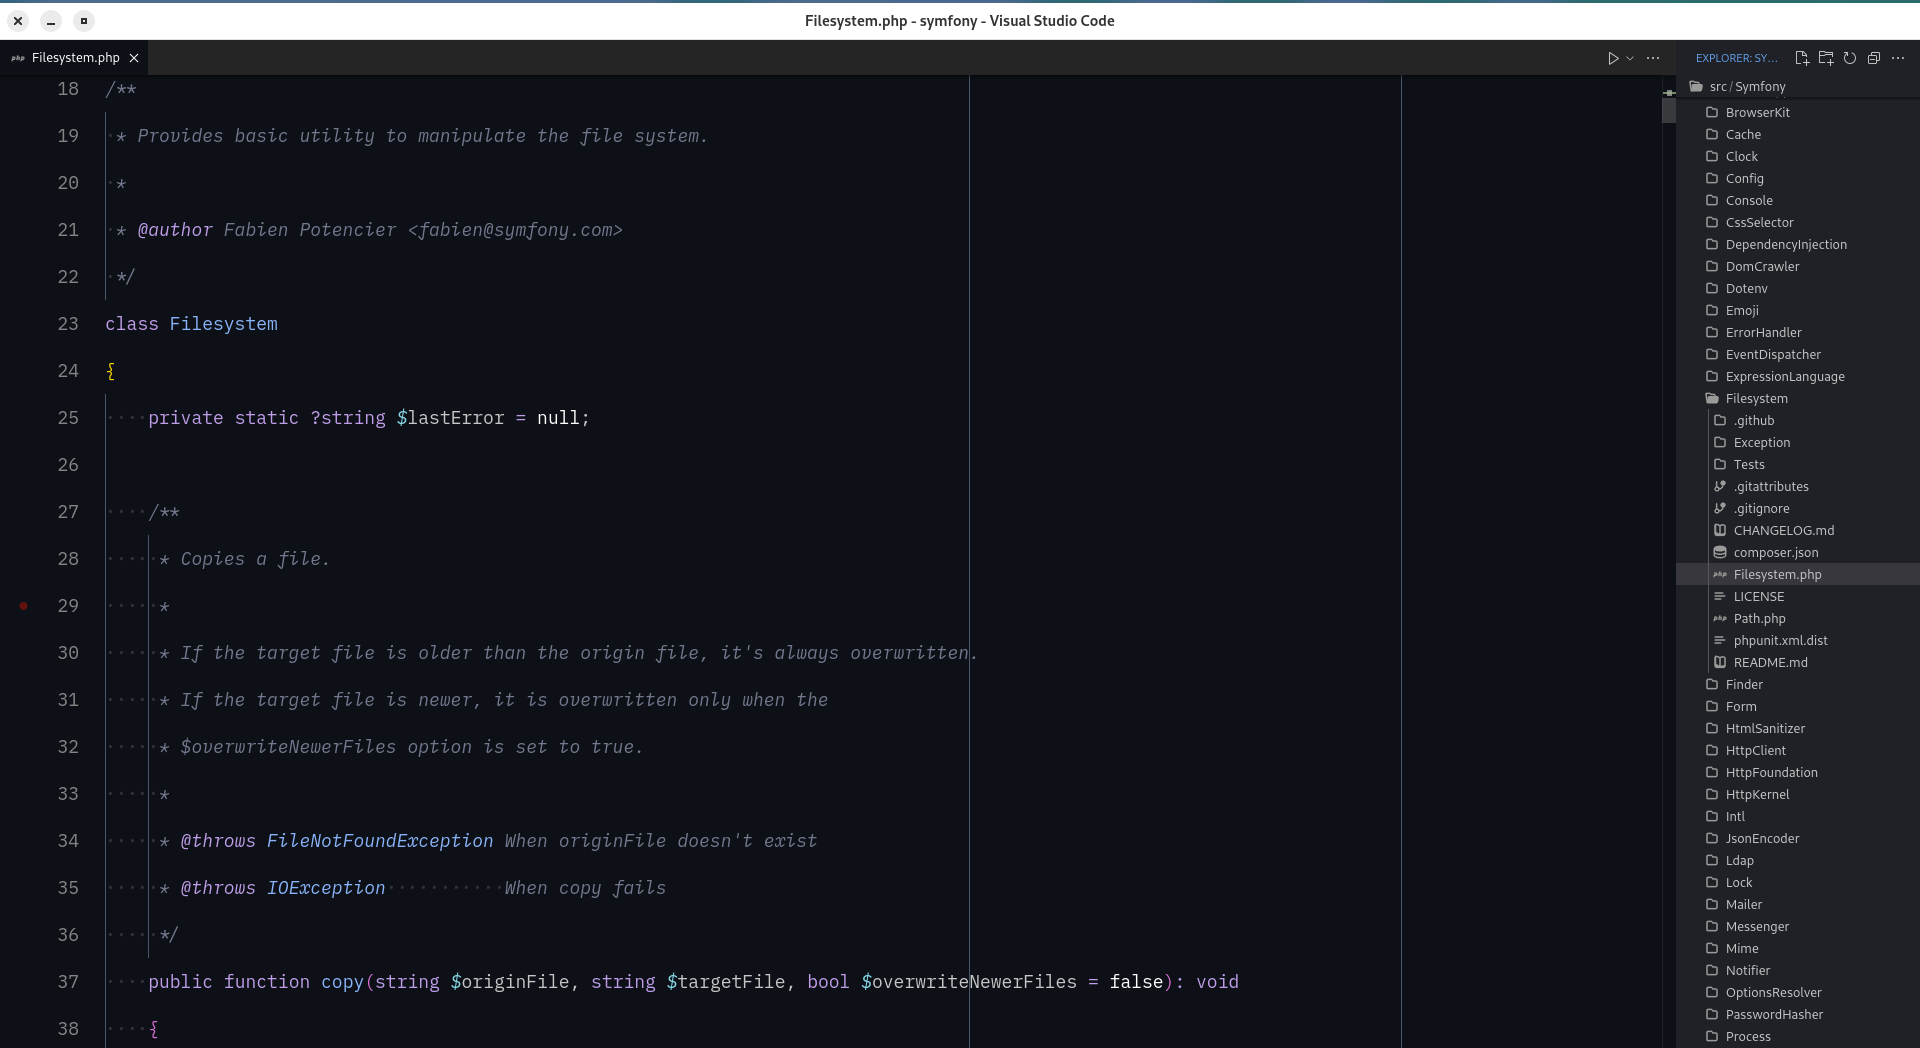 Filesystem.php - symfony - Visual Studio Code
php Filesystem.php
18 /**
19 * Provides basic utility to manipulate the file system.
20 *
21 * @author Fabien Potencier <fabien@symfony.com>
22 */
23 class Filesystem
24 {
25 private static ?string $lastError = null;
26
27 /**
28 * Copies a file.
29 *
30 * If the target file is older than the origin file, it's always overwritten.
31 * If the target file is newer, it is overwritten only when the
32 * $overwriteNewerFiles option is set to true.
33 *
34 * @throws FileNotFoundException When originFile doesn't exist
35 * @throws IOException When copy fails
36 */
37 public function copy(string $originFile, string $targetFile, bool $overwriteNewerFiles = false): void
38 {
EXPLORER: SY...
src / Symfony
BrowserKit
Cache
Clock
Config
Console
CssSelector
DependencyInjection
DomCrawler
Dotenv
Emoji
ErrorHandler
EventDispatcher
ExpressionLanguage
Filesystem
.github
Exception
Tests
.gitattributes
.gitignore
CHANGELOG.md
composer.json
php Filesystem.php
LICENSE
php Path.php
phpunit.xml.dist
README.md
Finder
Form
HtmlSanitizer
HttpClient
HttpFoundation
HttpKernel
Intl
JsonEncoder
Ldap
Lock
Mailer
Messenger
Mime
Notifier
OptionsResolver
PasswordHasher
Process